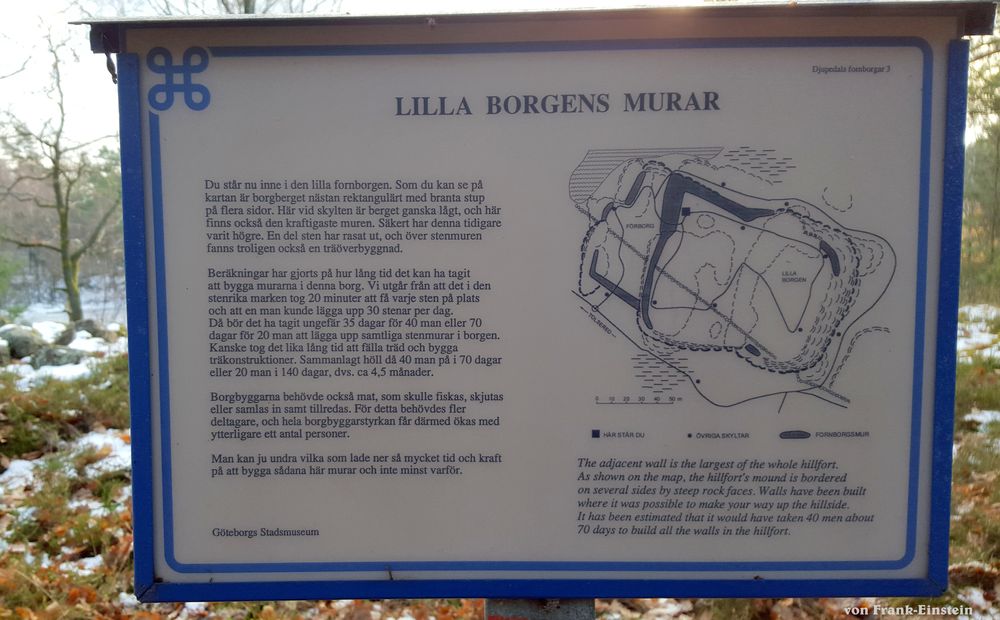 Djupedals fornborgar 3
LILLA BORGENS MURAR
Du står nu inne i den lilla fornborgen. Som du kan se på
kartan är borgberget nästan rektangulärt med branta stup
på flera sidor. Här vid skylten är berget ganska lågt, och här
finns också den kraftigaste muren. Säkert har denna tidigare
varit högre. En del sten har rasat ut, och över stenmuren
fanns troligen också en träöverbyggnad.
Beräkningar har gjorts på hur lång tid det kan ha tagit
att bygga murarna i denna borg. Vi utgår från att det i den
stenrika marken tog 20 minuter att få varje sten på plats
och att en man kunde lägga upp 30 stenar per dag.
Då bör det ha tagit ungefär 35 dagar för 40 man eller 70
dagar för 20 man att lägga upp samtliga stenmurar i borgen.
Kanske tog det lika lång tid att fälla träd och bygga
träkonstruktioner. Sammanlagt höll då 40 man på i 70 dagar
eller 20 man i 140 dagar, dvs. ca 4,5 månader.
Borgbyggarna behövde också mat, som skulle fiskas, skjutas
eller samlas in samt tillredas. För detta behövdes fler
deltagare, och hela borgbyggarstyrkan får därmed ökas med
ytterligare ett antal personer.
Man kan ju undra vilka som lade ner så mycket tid och kraft
på att bygga sådana här murar och inte minst varför.
Göteborgs Stadsmuseum
FÖRBORG
LILLA
BORGEN
TOLSERED
0 10 20 30 40 50 m
HÄR STÅR DU
ÖVRIGA SKYLTAR
FORNBORGSMUR
The adjacent wall is the largest of the whole hillfort.
As shown on the map, the hillfort's mound is bordered
on several sides by steep rock faces. Walls have been built
where it was possible to make your way up the hillside.
It has been estimated that it would have taken 40 men about
70 days to build all the walls in the hillfort.
von Frank-Einstein